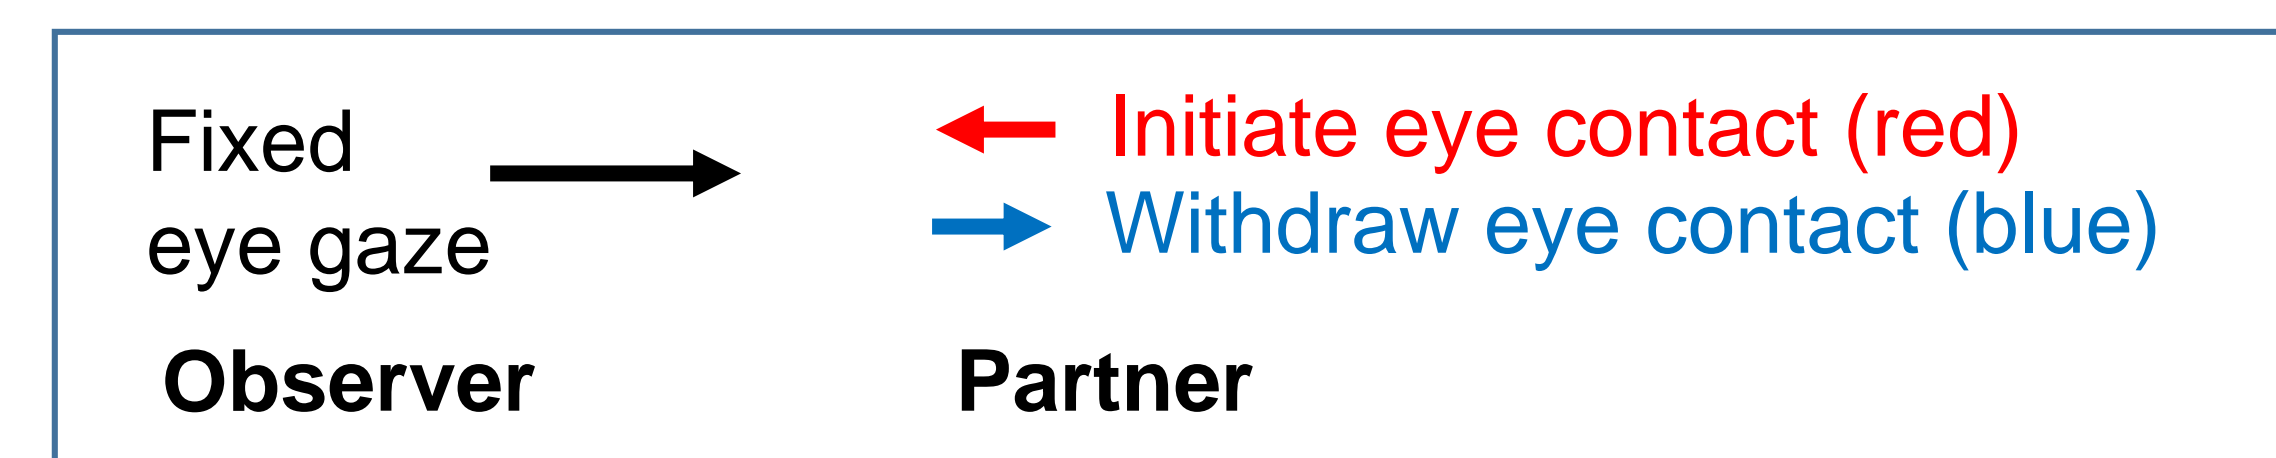 Fixed
eye gaze
Initiate eye contact (red)
Withdraw eye contact (blue)
Observer
Partner